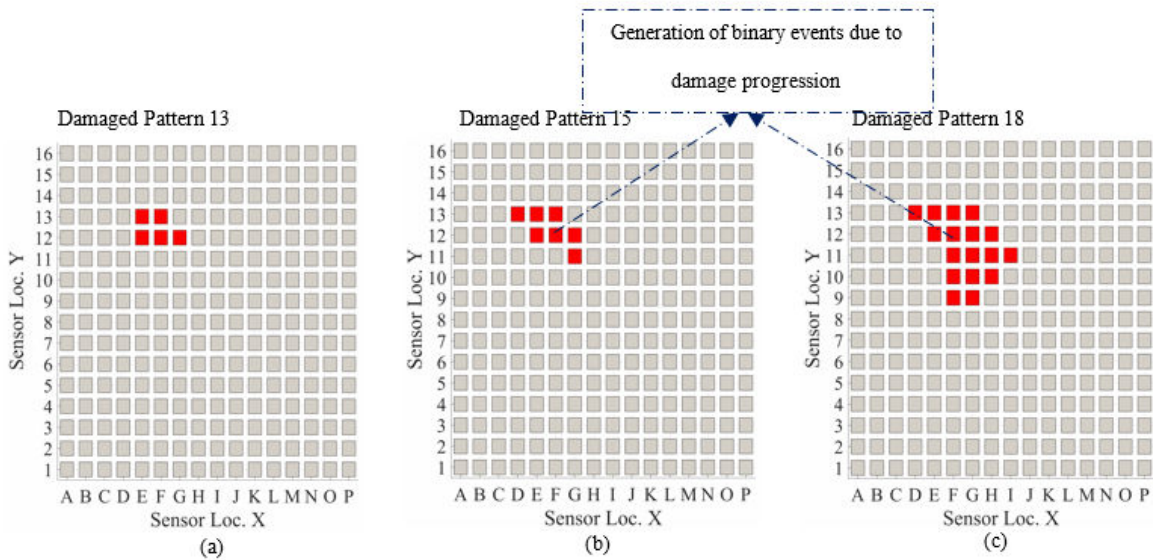 Generation of binary events due to
damage progression
Damaged Pattern 13
16
15
14
13
12
11
10
9
8
7
6
5
4
3
2
1
Sensor Loc. Y
A B C D E F G H I J K L M N O P
Sensor Loc. X
(a)
Damaged Pattern 15
16
15
14
13
12
11
10
9
8
7
6
5
4
3
2
1
Sensor Loc. Y
A B C D E F G H I J K L M N O P
Sensor Loc. X
(b)
Damaged Pattern 18
16
15
14
13
12
11
10
9
8
7
6
5
4
3
2
1
Sensor Loc. Y
A B C D E F G H I J K L M N O P
Sensor Loc. X
(c)